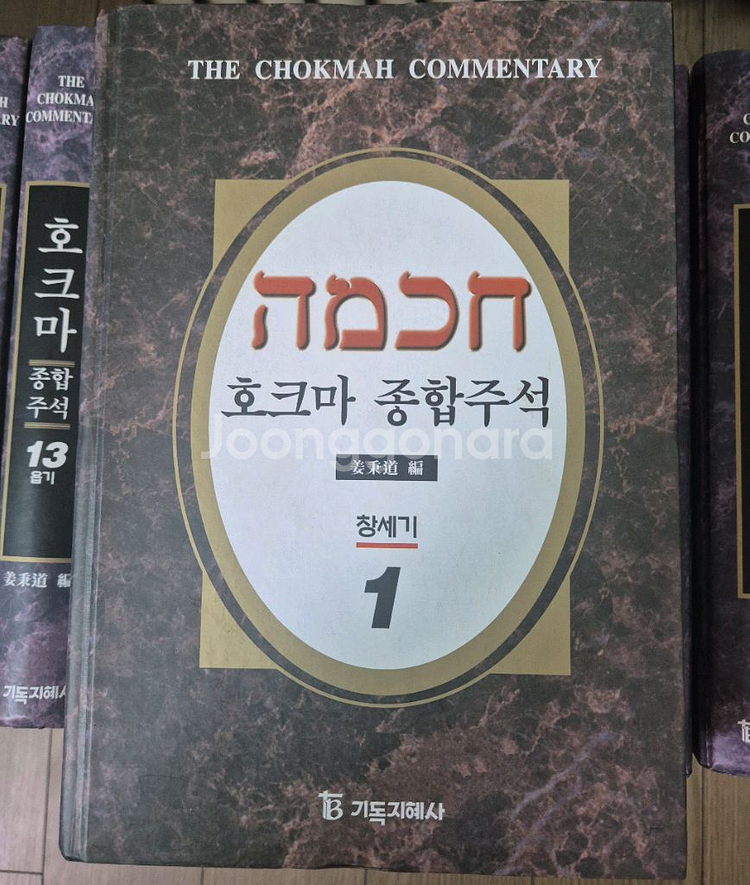 THE CHOKMAH COMMENTARY
חכמה
호크마 종합주석
Joonggonara
姜秉道 編
창세기
1
기독지혜사
THE
CHOKMA
COMMENT
호크마
종합
주석
13
욥기
姜秉道 編
기독지혜사